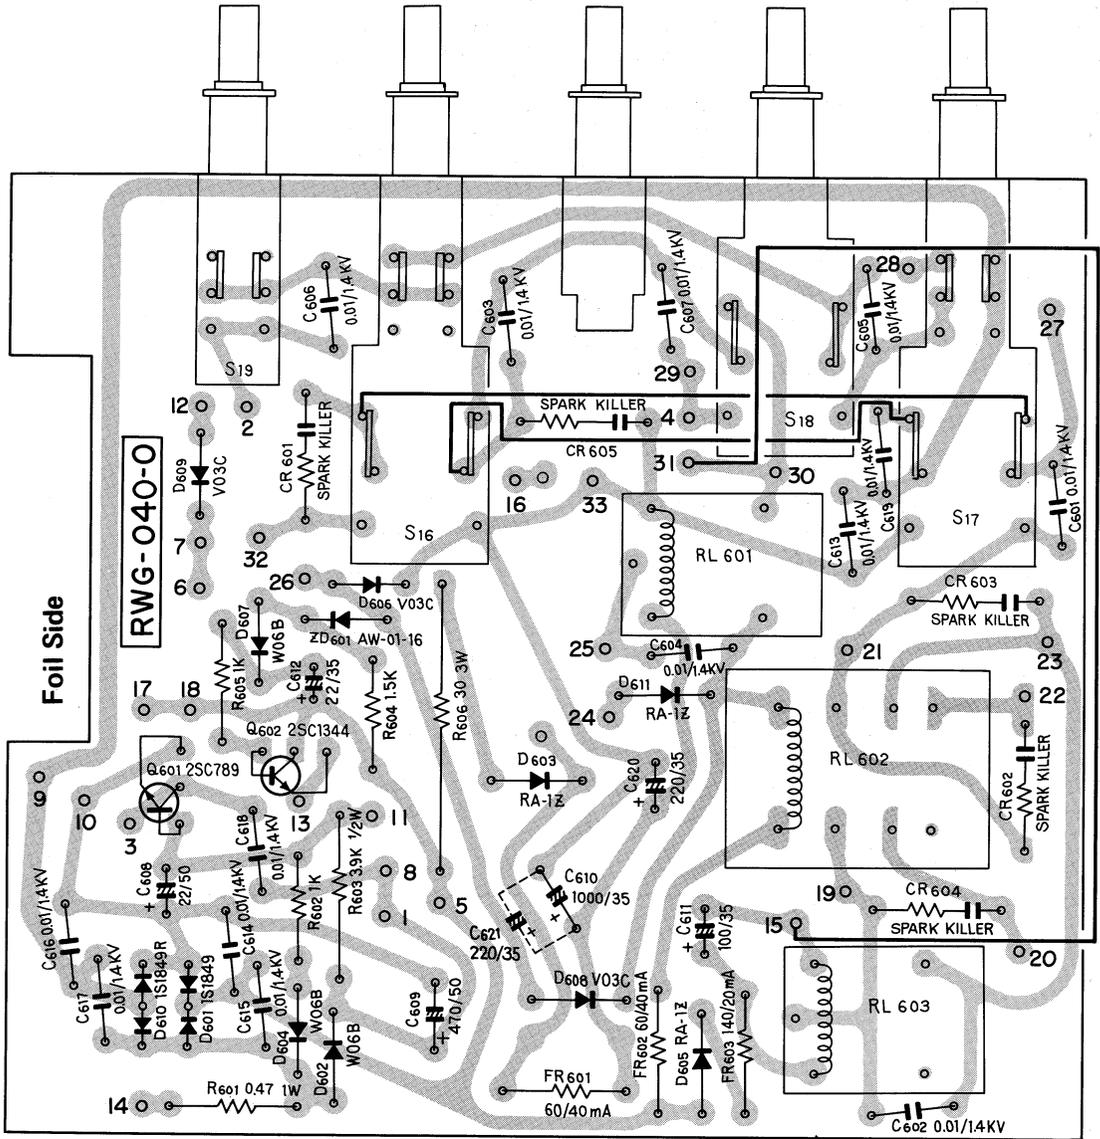 C606
0.01/1.4KV
C603
0.01/1.4KV
C607 0.01/1.4KV
C605
0.01/1.4KV
28
27
29
S19
12
2
SPARK KILLER
4
S18
D609
V03C
CR 601
SPARK KILLER
CR605
31
30
0.01/1.4KV
C619
C601 0.01/1.4KV
16
33
RWG-040-0
S16
RL 601
C613
0.01/1.4KV
S17
7
32
6
26
D606 V03C
CR603
SPARK KILLER
Foil Side
D607
W06B
ZD601 AW-01-16
25
C604
0.01/1.4KV
21
23
R605 1K
C612
22/35
+
R604 1.5K
R606 30 3W
D611
RA-1Z
22
17
18
24
Q602 2SC1344
Q601 2SC789
D603
RA-1Z
C620
220/35
+
RL602
CR602
SPARK KILLER
9
10
3
13
11
C618
0.01/1.4KV
R603 3.9K 1/2W
C608
22/50
+
R602 1K
8
1
5
C610
1000/35
+
C621
220/35
+
19
CR604
SPARK KILLER
15
C611
100/35
+
20
C616 0.01/1.4KV
C614 0.01/1.4KV
C617
0.01/1.4KV
D610 1S1849R
D601 1S1849
C615
0.01/1.4KV
W06B
D604
D602
W06B
C609
470/50
+
D608 V03C
FR602 60/40mA
D605 RA-1Z
FR603 140/20mA
RL 603
14
R601 0.47 1W
FR601
60/40mA
C602 0.01/1.4KV